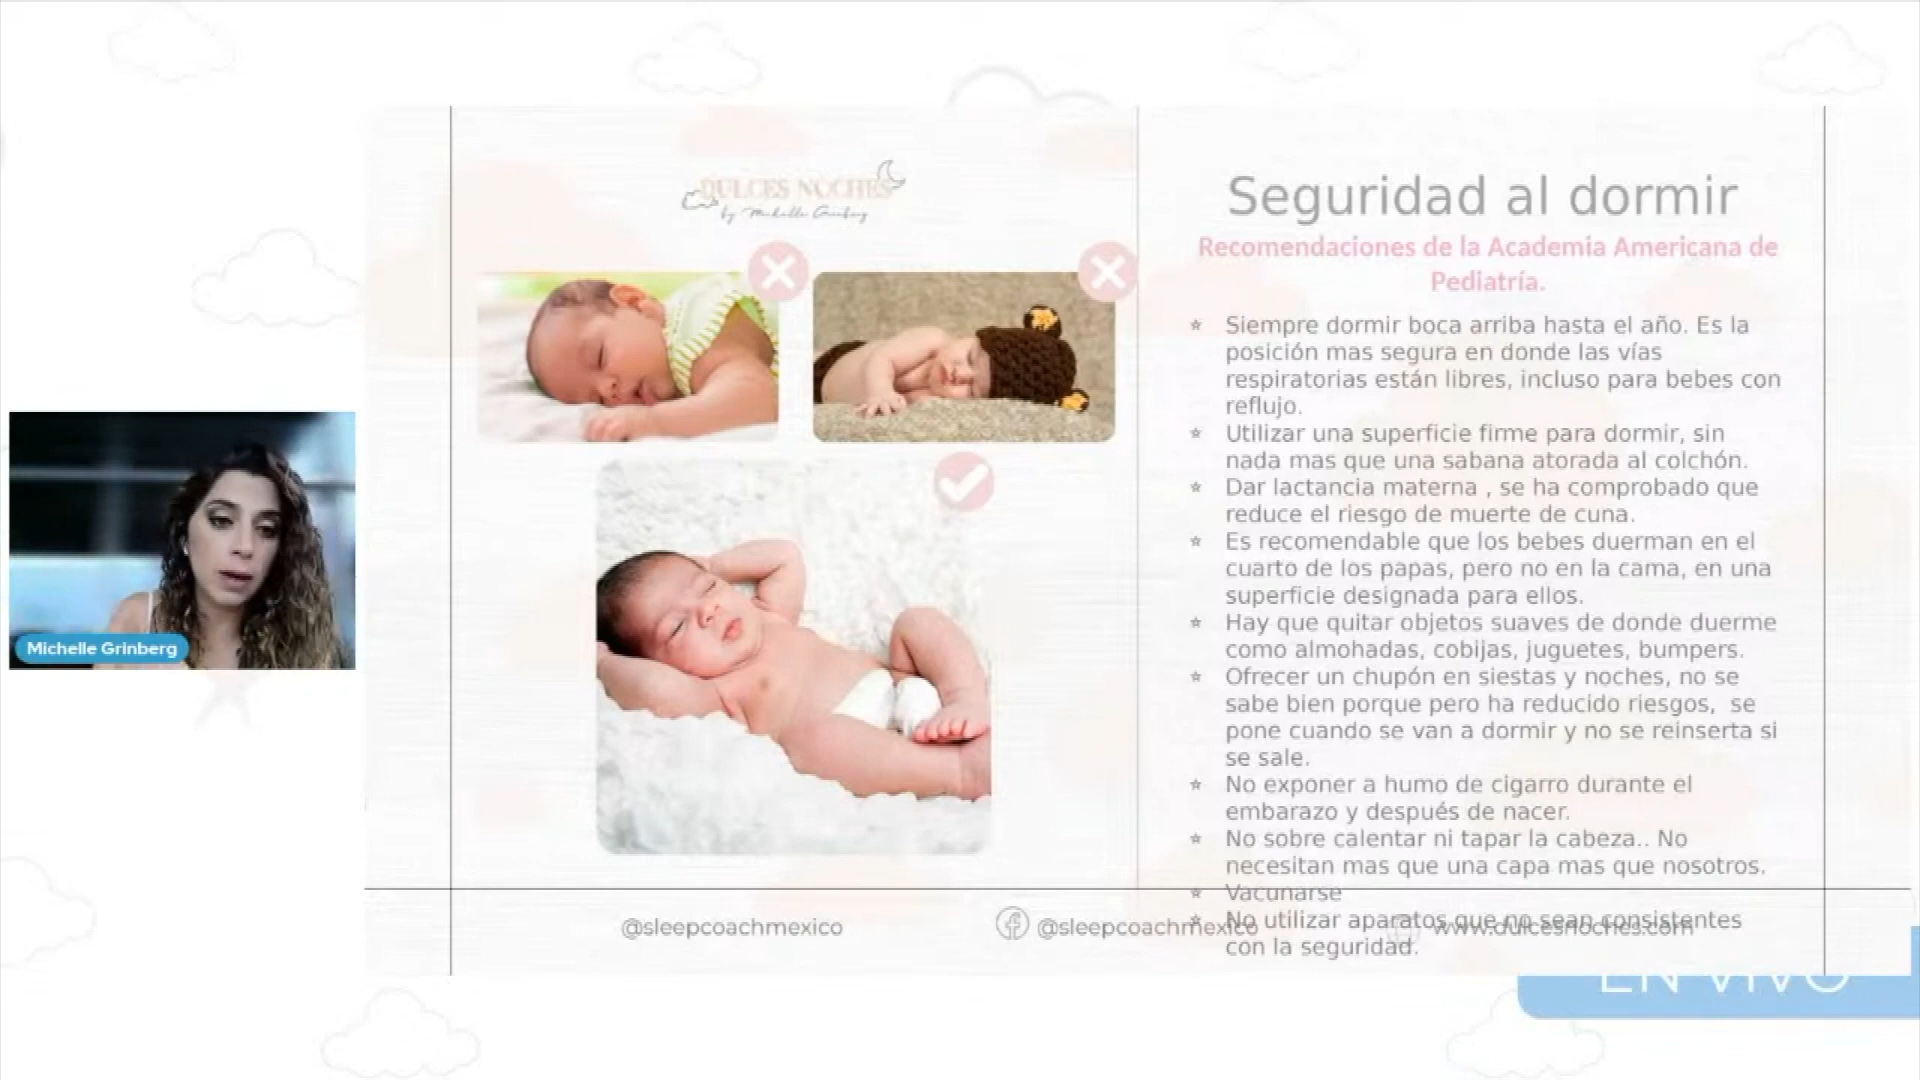 DULCES NOCHES
by Michelle Grinberg
Seguridad al dormir
Recomendaciones de la Academia Americana de
Pediatría.
Siempre dormir boca arriba hasta el año. Es la
posición mas segura en donde las vías
respiratorias están libres, incluso para bebes con
reflujo.
Utilizar una superficie firme para dormir, sin
nada mas que una sabana atorada al colchón.
Dar lactancia materna , se ha comprobado que
reduce el riesgo de muerte de cuna.
Es recomendable que los bebes duerman en el
cuarto de los papas, pero no en la cama, en una
superficie designada para ellos.
Hay que quitar objetos suaves de donde duerme
como almohadas, cobijas, juguetes, bumpers.
Ofrecer un chupón en siestas y noches, no se
sabe bien porque pero ha reducido riesgos, se
pone cuando se van a dormir y no se reinserta si
se sale.
No exponer a humo de cigarro durante el
embarazo y después de nacer.
No sobre calentar ni tapar la cabeza.. No
necesitan mas que una capa mas que nosotros.
Vacunarse
No utilizar aparatos que no sean consistentes
con la seguridad.
Michelle Grinberg
@sleepcoachmexico
@sleepcoachmexico
www.dulcesnoches.com
EN VIVO